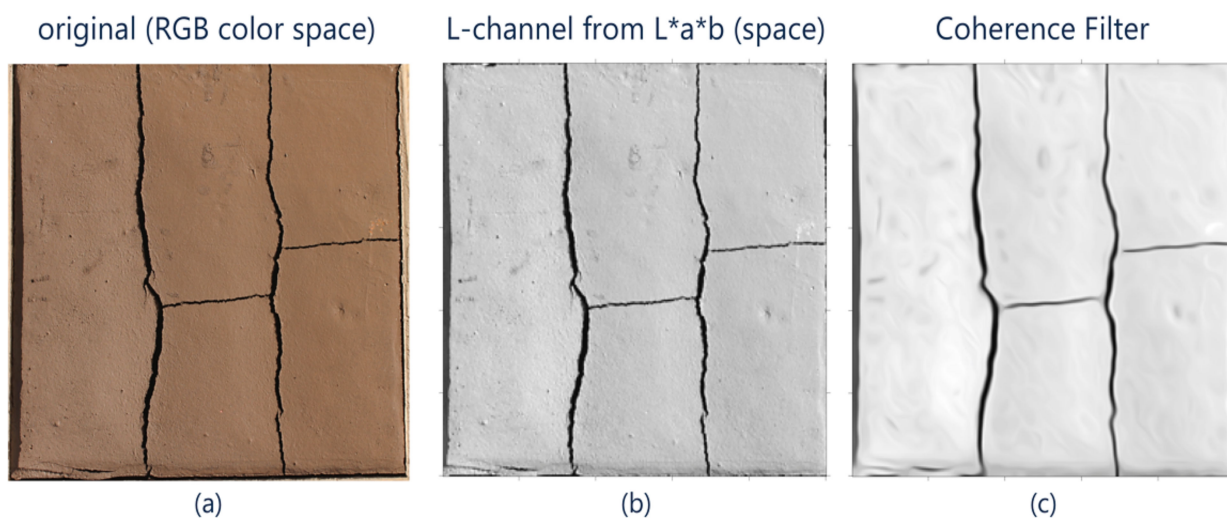 original (RGB color space)
L-channel from L*a*b (space)
Coherence Filter
(a)
(b)
(c)